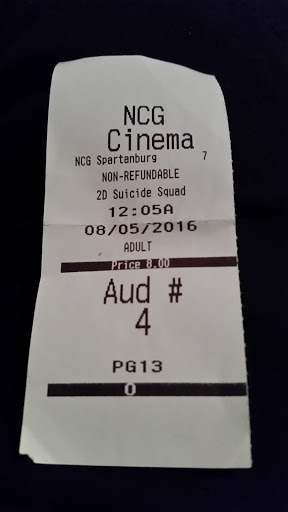 NCG
Cinema
NCG Spartanburg 7
NON-REFUNDABLE
2D Suicide Squad
12:05A
08/05/2016
ADULT
Price 8.00
Aud #
4
PG13
0